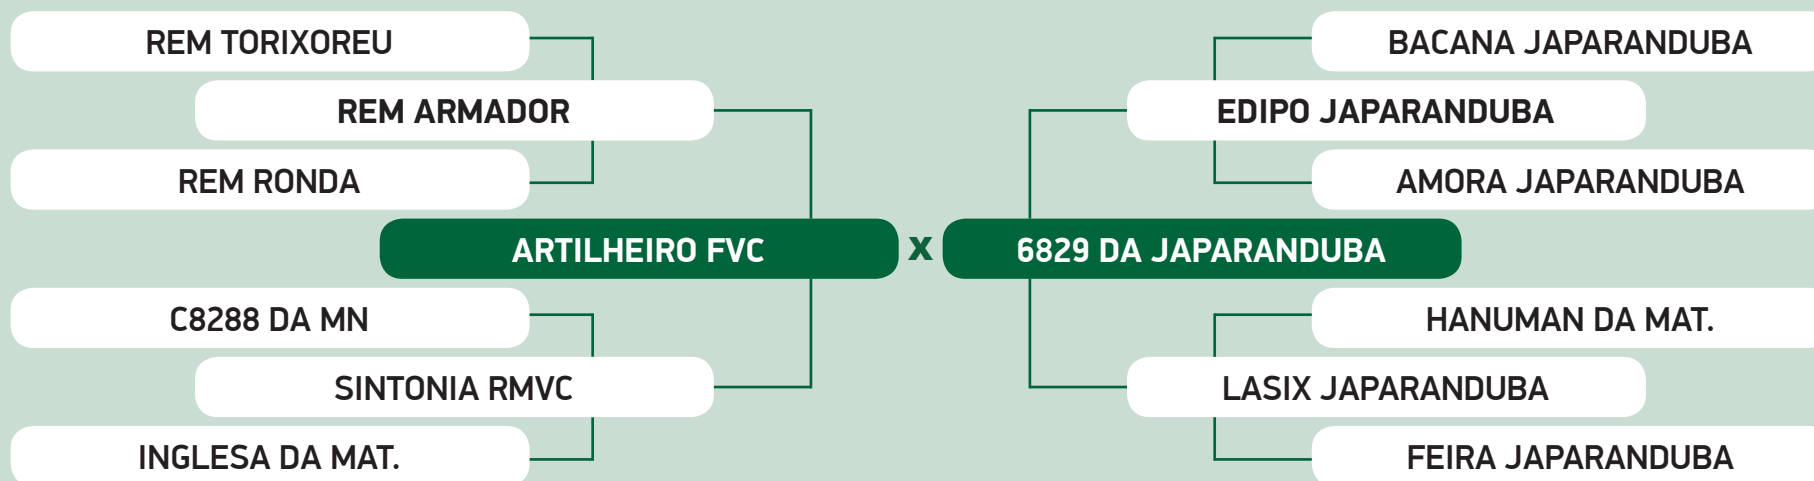 REM TORIXOREU
BACANA JAPARANDUBA
REM ARMADOR
EDIPO JAPARANDUBA
REM RONDA
AMORA JAPARANDUBA
ARTILHEIRO FVC X 6829 DA JAPARANDUBA
C8288 DA MN
HANUMAN DA MAT.
SINTONIA RMVC
LASIX JAPARANDUBA
INGLESA DA MAT.
FEIRA JAPARANDUBA